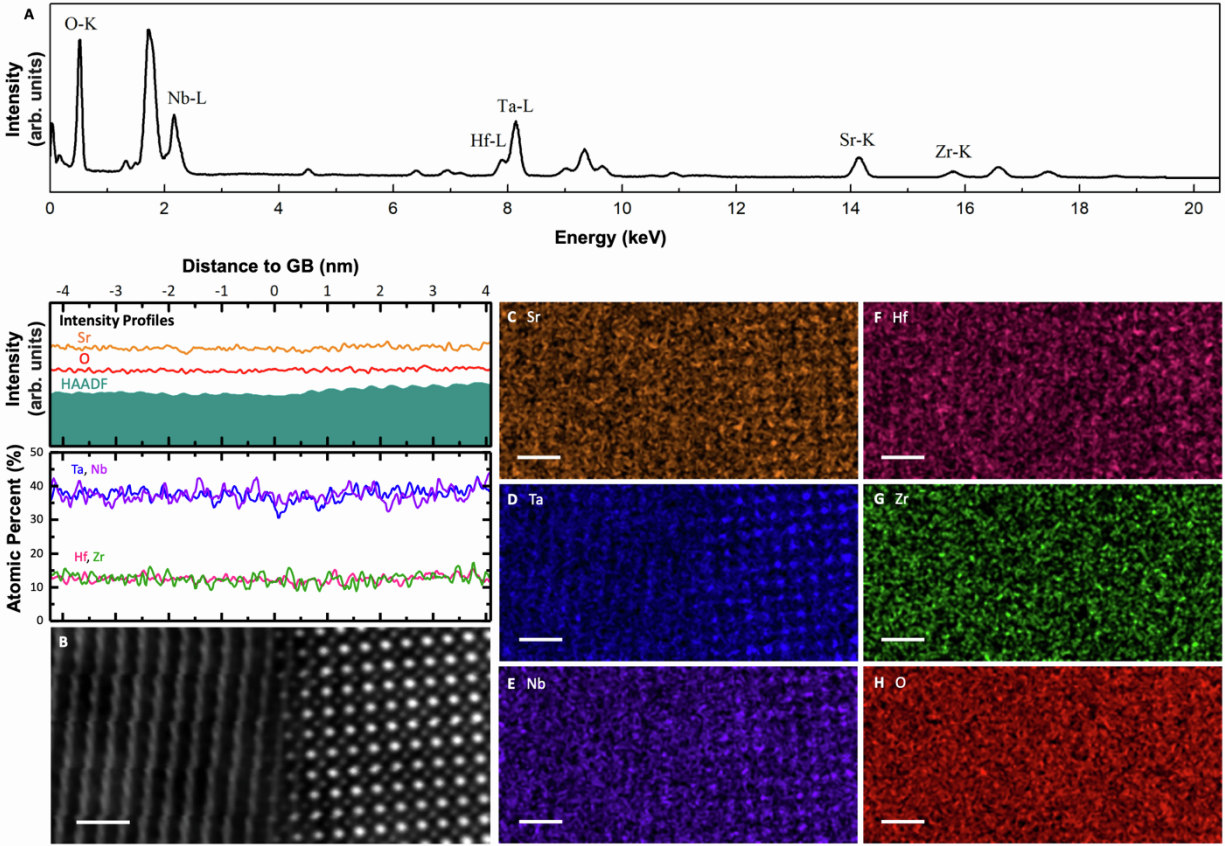 A
O-K
Nb-L
Hf-L
Ta-L
Sr-K
Zr-K
Intensity
(arb. units)
0 2 4 6 8 10 12 14 16 18 20
Energy (keV)
Distance to GB (nm)
-4 -3 -2 -1 0 1 2 3 4
Intensity
(arb. units)
Intensity Profiles
Sr
O
HAADF
Atomic Percent (%)
50
40
30
20
10
0
Ta, Nb
Hf, Zr
B
C Sr
D Ta
E Nb
F Hf
G Zr
H O